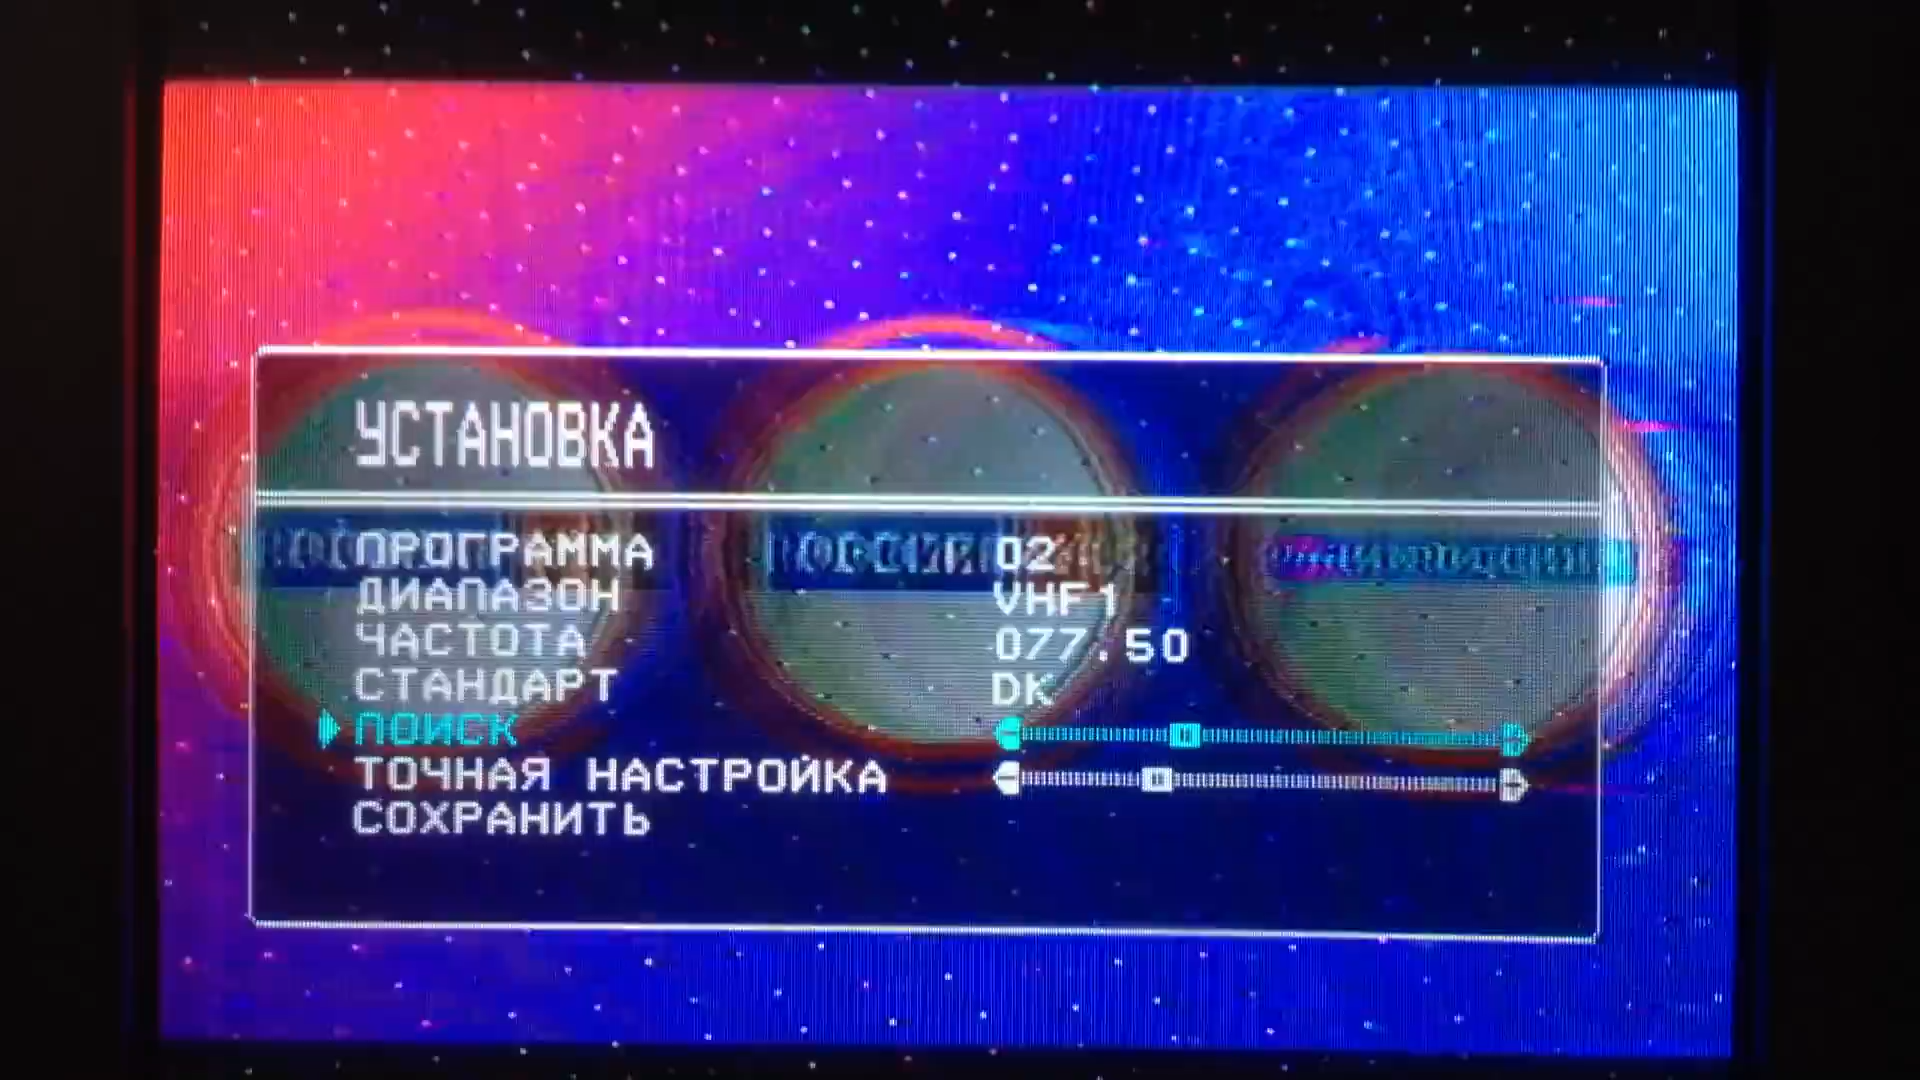 УСТАНОВКА
ПРОГРАММА 02
ДИАПАЗОН VHF1
ЧАСТОТА 077.50
СТАНДАРТ DK
ПОИСК
ТОЧНАЯ НАСТРОЙКА
СОХРАНИТЬ